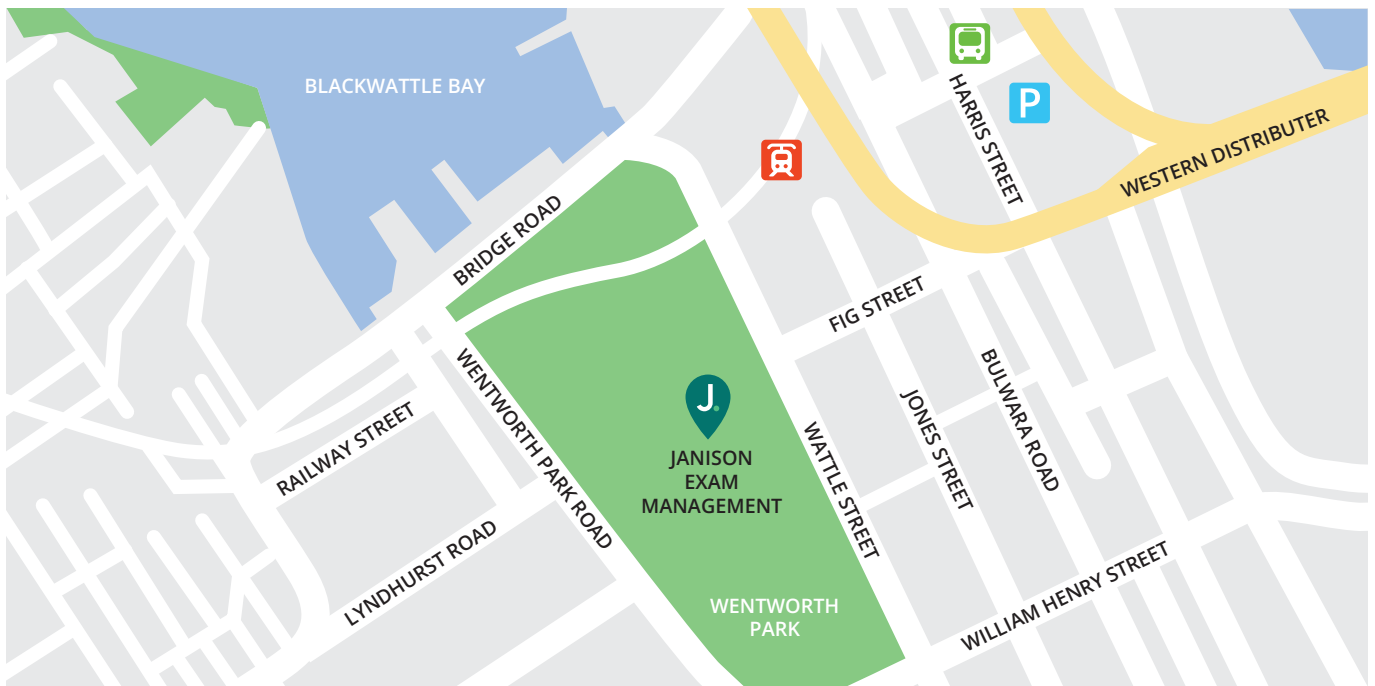 BLACKWATTLE BAY
HARRIS STREET
P
WESTERN DISTRIBUTER
BRIDGE ROAD
FIG STREET
WENTWORTH PARK ROAD
BULWARA ROAD
JONES STREET
J.
RAILWAY STREET
WATTLE STREET
JANISON
EXAM
MANAGEMENT
LYNDHURST ROAD
WILLIAM HENRY STREET
WENTWORTH
PARK